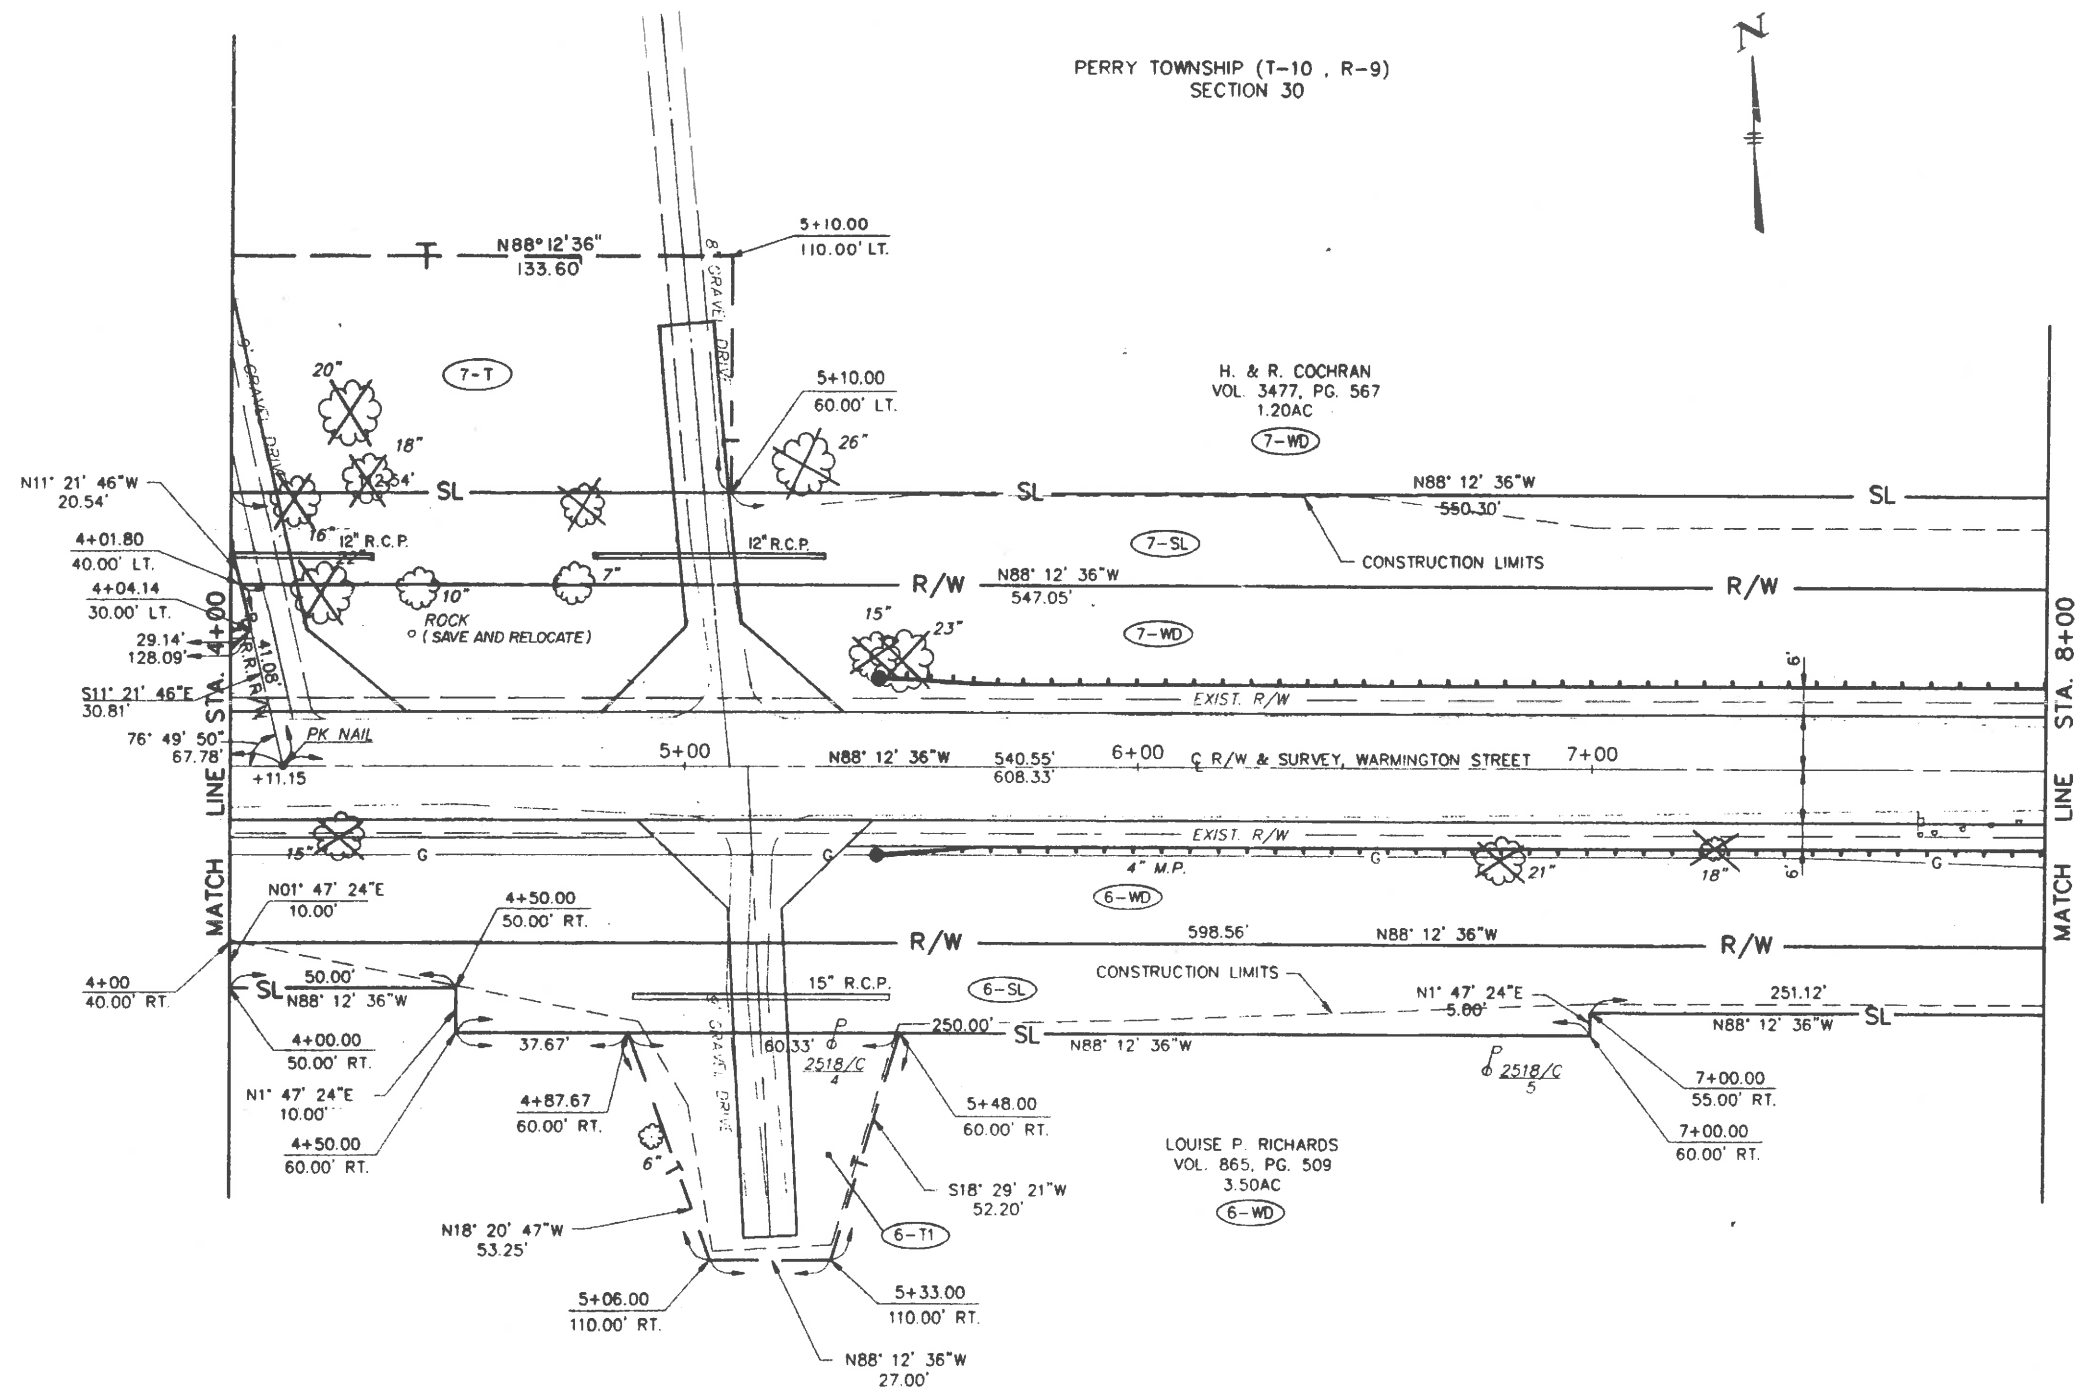 N
PERRY TOWNSHIP (T-10 , R-9)
SECTION 30
5+10.00
110.00' LT.
N88° 12' 36"
133.60'
T
8' GRAVEL DRIVE
9' GRAVEL DRIVE
20"
7-T
5+10.00
60.00' LT.
H. & R. COCHRAN
VOL. 3477, PG. 567
1.20AC
7-WD
18"
26"
N11° 21' 46"W
20.54'
SL
SL
N88° 12' 36"W
550.30'
SL
16"
12" R.C.P.
22"
12" R.C.P.
7-SL
CONSTRUCTION LIMITS
4+01.80
40.00' LT.
4+04.14
30.00' LT.
10"
7"
R/W
N88° 12' 36"W
547.05'
R/W
ROCK
(SAVE AND RELOCATE)
15"
23"
7-WD
29.14'
128.09'
41.08'
S11° 21' 46"E
30.81'
6'
EXIST. R/W
76° 49' 50"
67.78'
PK NAIL
+11.15
5+00
N88° 12' 36"W
540.55'
608.33'
6+00
℄ R/W & SURVEY, WARMINGTON STREET
7+00
MATCH LINE STA. 4+00
MATCH LINE STA. 8+00
EXIST. R/W
15"
G
G
4" M.P.
G
21"
18"
6'
G
N01° 47' 24"E
10.00'
4+50.00
50.00' RT.
6-WD
R/W
598.56'
N88° 12' 36"W
R/W
4+00
40.00' RT.
50.00'
SL
N88° 12' 36"W
15" R.C.P.
6-SL
CONSTRUCTION LIMITS
N1° 47' 24"E
5.00'
251.12'
N88° 12' 36"W
SL
4+00.00
50.00' RT.
37.67'
60.33'
250.00'
SL
N88° 12' 36"W
2518/C
4
2518/C
5
GRAVEL DRIVE
N1° 47' 24"E
10.00'
4+50.00
60.00' RT.
4+87.67
60.00' RT.
5+48.00
60.00' RT.
7+00.00
55.00' RT.
7+00.00
60.00' RT.
6"
LOUISE P. RICHARDS
VOL. 865, PG. 509
3.50AC
6-WD
S18° 29' 21"W
52.20'
N18° 20' 47"W
53.25'
6-T1
5+06.00
110.00' RT.
5+33.00
110.00' RT.
N88° 12' 36"W
27.00'